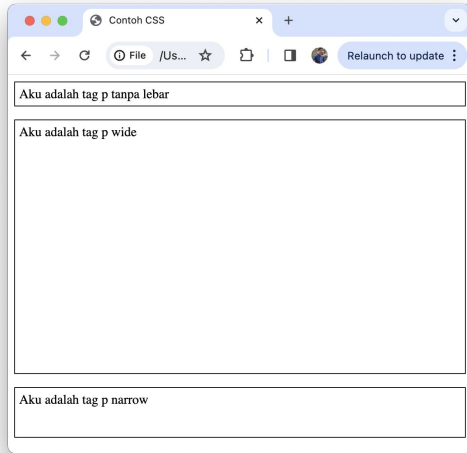 Contoh CSS
File /Us...
Relaunch to update
Aku adalah tag p tanpa lebar
Aku adalah tag p wide
Aku adalah tag p narrow